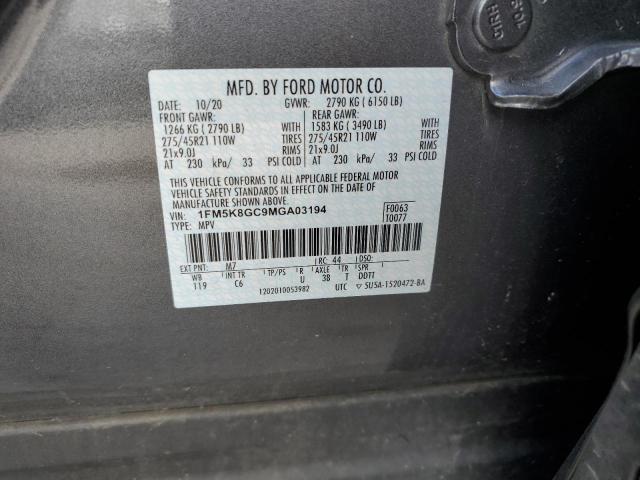 MFD. BY FORD MOTOR CO.
10/20 GVWR: 2790 KG ( 6150 LB)
FRONT GAWR: REAR GAWR:
1266 KG ( 2790 LB) WITH 1583 KG ( 3490 LB) WITH
275/45R21 110W TIRES 275/45R21 110W TIRES
21x9.0J RIMS 21x9.0J RIMS
AT 230 kPa/ 33 PSI COLD AT 230 kPa/ 33 PSI COLD
THIS VEHICLE CONFORMS TO ALL APPLICABLE FEDERAL MOTOR
VEHICLE SAFETY STANDARDS IN EFFECT ON THE DATE OF
MANUFACTURE SHOWN ABOVE.
VIN: 1FM5K8GC9MGA03194 F0063
TYPE: MPV T0077
EXT PNT: M7 RC: 44 DSO:
WB INT TR TP/PS R AXLE TR SPR
119 C6 U 38 T DDTT
1202010053982 UTC ▽ 5U5A-1520472-BA